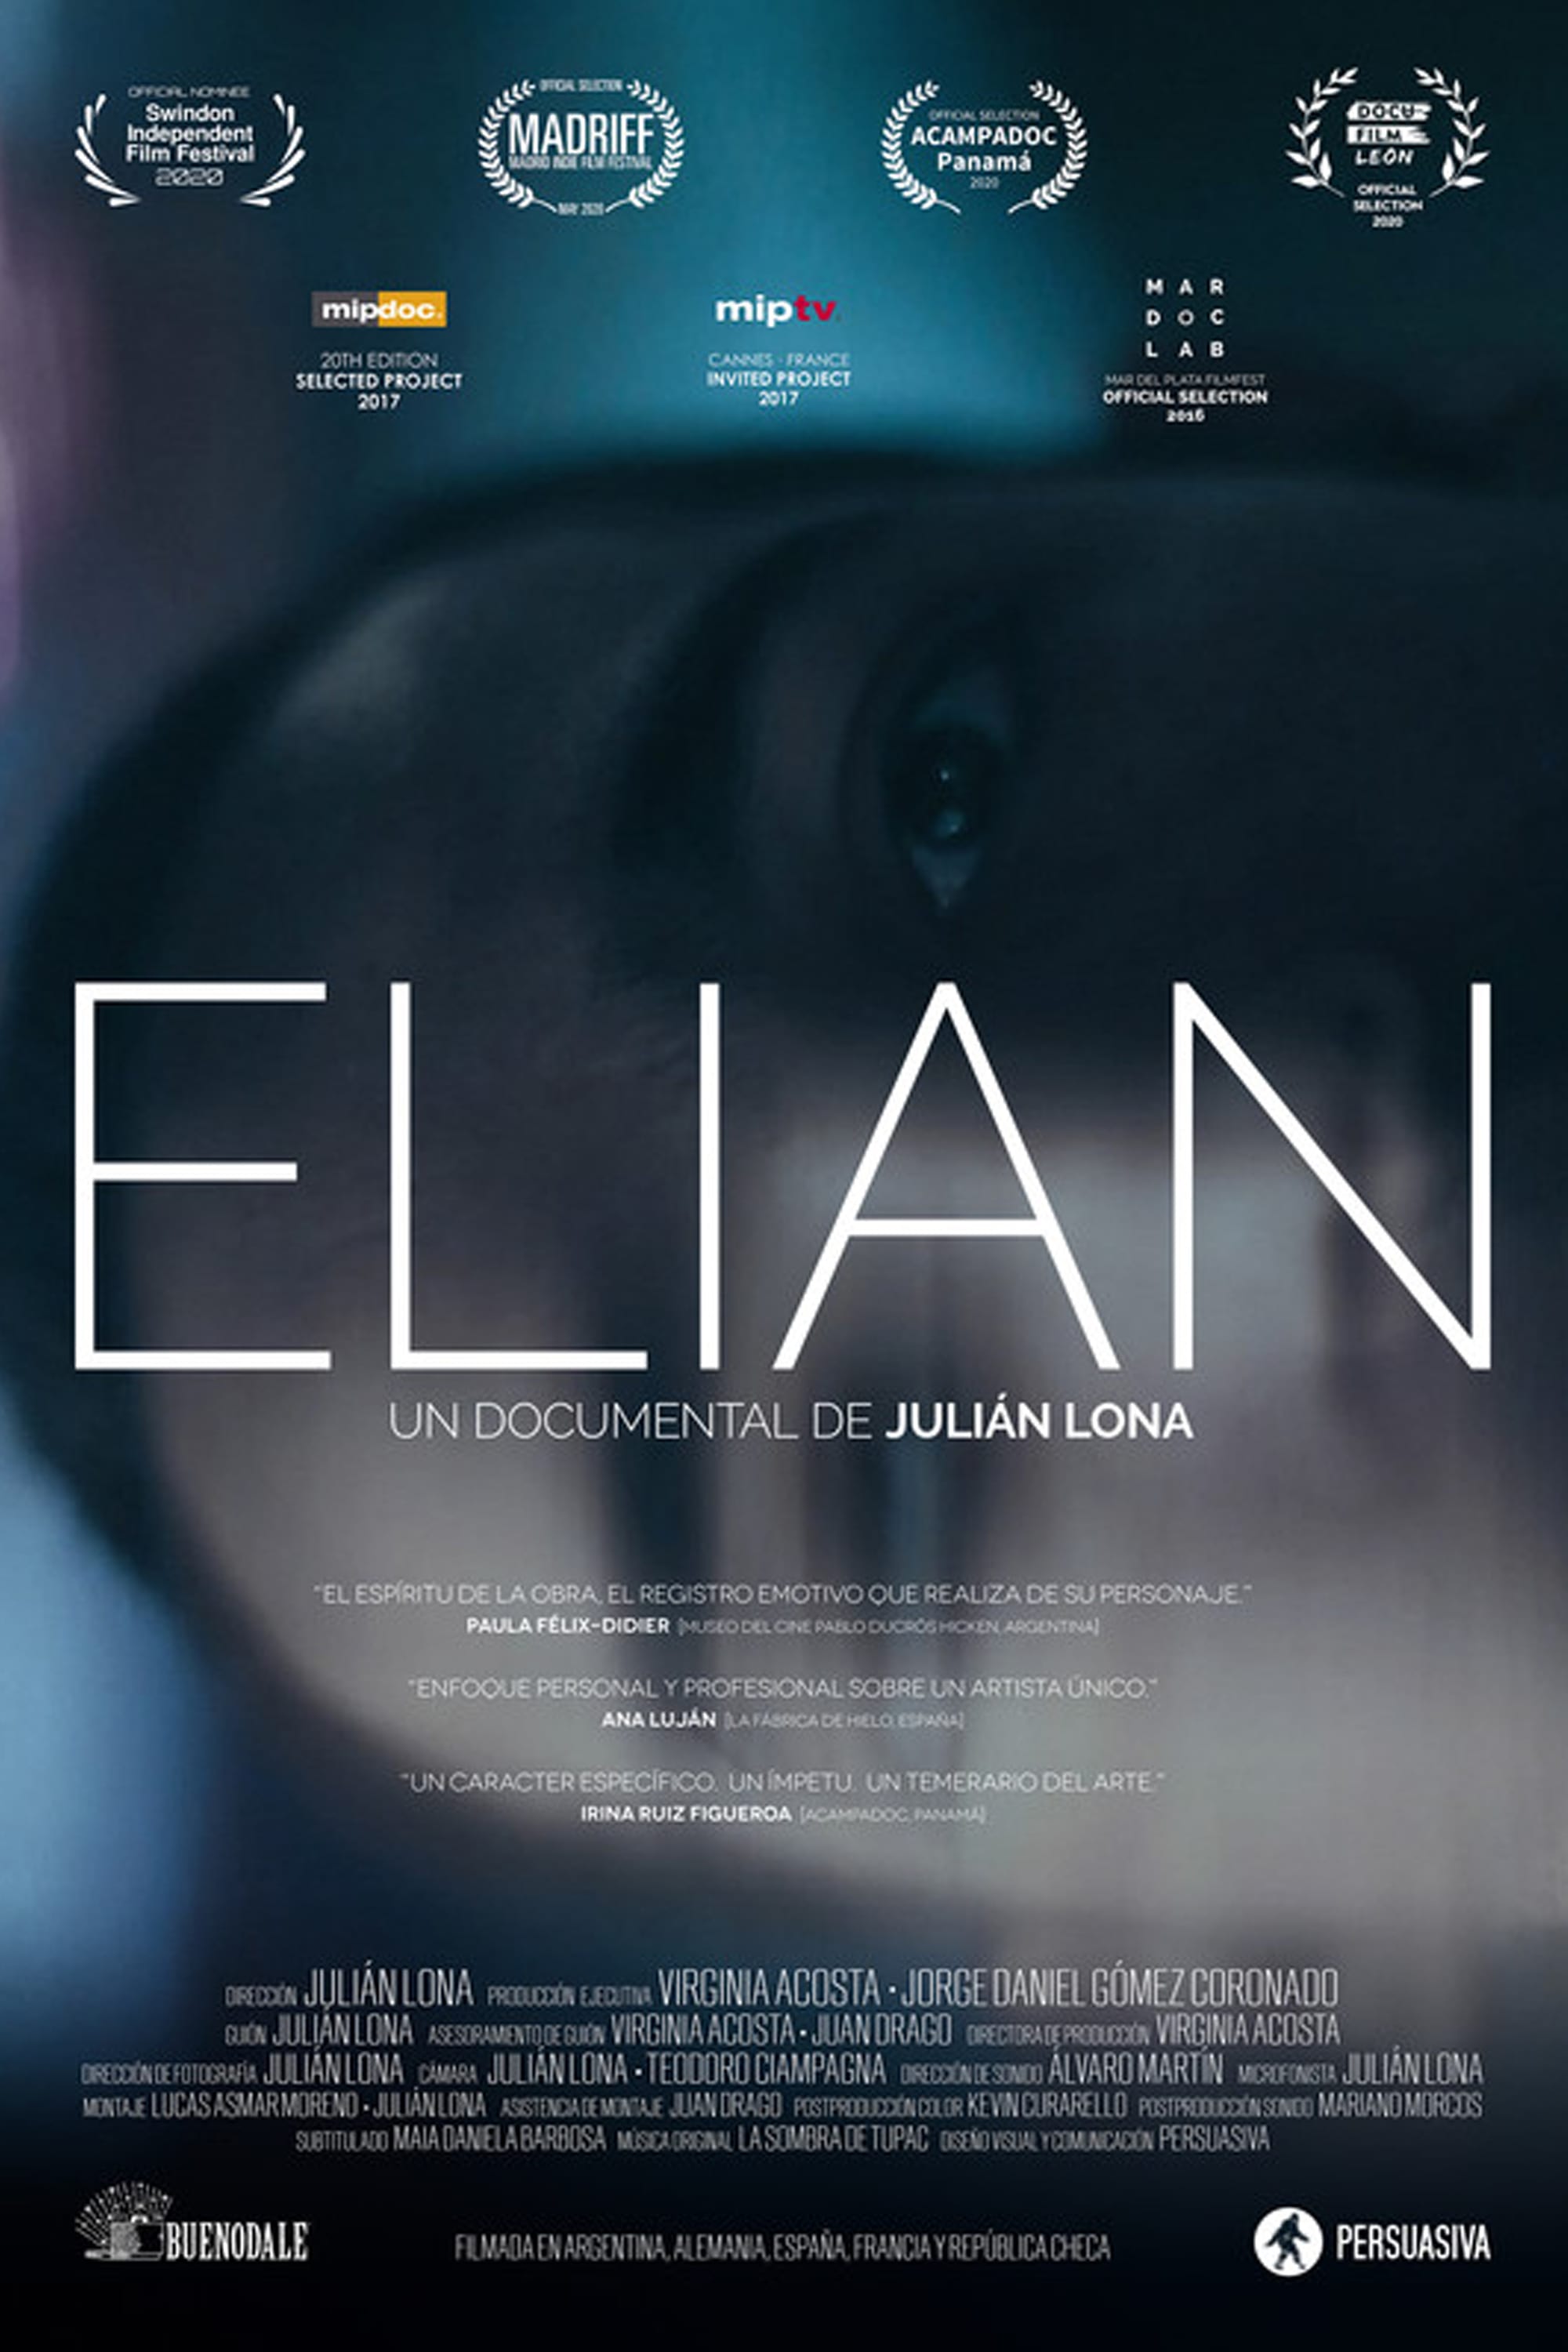 OFFICIAL NOMINEE
Swindon
Independent
Film Festival
2020
OFFICIAL SELECTION
MADRIFF
MADRID INDIE FILM FESTIVAL
MAY 2020
OFFICIAL SELECTION
ACAMPADOC
Panamá
2020
DOCU
FILM
LEÓN
OFFICIAL
SELECTION
2020
mipdoc.
20TH EDITION
SELECTED PROJECT
2017
miptv.
CANNES - FRANCE
INVITED PROJECT
2017
MAR
DOC
LAB
MAR DEL PLATA FILMFEST
OFFICIAL SELECTION
2016
ELIAN
UN DOCUMENTAL DE JULIÁN LONA
"EL ESPÍRITU DE LA OBRA, EL REGISTRO EMOTIVO QUE REALIZA DE SU PERSONAJE."
PAULA FÉLIX-DIDIER [MUSEO DEL CINE PABLO DUCRÓS HICKEN, ARGENTINA]
"ENFOQUE PERSONAL Y PROFESIONAL SOBRE UN ARTISTA ÚNICO."
ANA LUJÁN [LA FÁBRICA DE HIELO, ESPAÑA]
"UN CARACTER ESPECÍFICO. UN ÍMPETU. UN TEMERARIO DEL ARTE."
IRINA RUIZ FIGUEROA [ACAMPADOC, PANAMÁ]
DIRECCIÓN JULIÁN LONA PRODUCCIÓN EJECUTIVA VIRGINIA ACOSTA • JORGE DANIEL GÓMEZ CORONADO
GUIÓN JULIÁN LONA ASESORAMIENTO DE GUIÓN VIRGINIA ACOSTA • JUAN DRAGO DIRECTORA DE PRODUCCIÓN VIRGINIA ACOSTA
DIRECCIÓN DE FOTOGRAFÍA JULIÁN LONA CÁMARA JULIÁN LONA • TEODORO CIAMPAGNA DIRECCIÓN DE SONIDO ÁLVARO MARTÍN MICROFONISTA JULIÁN LONA
MONTAJE LUCAS ASMAR MORENO • JULIÁN LONA ASISTENCIA DE MONTAJE JUAN DRAGO POSTPRODUCCIÓN COLOR KEVIN CURARELLO POSTPRODUCCIÓN SONIDO MARIANO MORCOS
SUBTITULADO MAIA DANIELA BARBOSA MÚSICA ORIGINAL LA SOMBRA DE TUPAC DISEÑO VISUAL Y COMUNICACIÓN PERSUASIVA
BUENODALE
FILMADA EN ARGENTINA, ALEMANIA, ESPAÑA, FRANCIA Y REPÚBLICA CHECA
PERSUASIVA